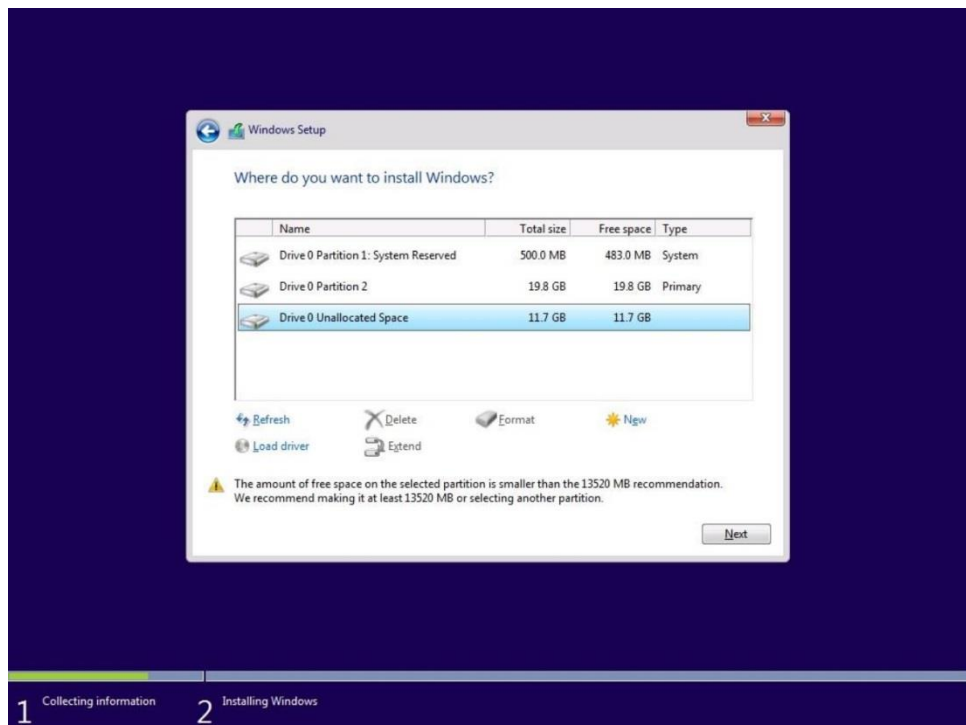 Windows Setup
Where do you want to install Windows?
Name Total size Free space Type
Drive 0 Partition 1: System Reserved 500.0 MB 483.0 MB System
Drive 0 Partition 2 19.8 GB 19.8 GB Primary
Drive 0 Unallocated Space 11.7 GB 11.7 GB
Refresh Delete Format New
Load driver Extend
The amount of free space on the selected partition is smaller than the 13520 MB recommendation.
We recommend making it at least 13520 MB or selecting another partition.
Next
1 Collecting information 2 Installing Windows